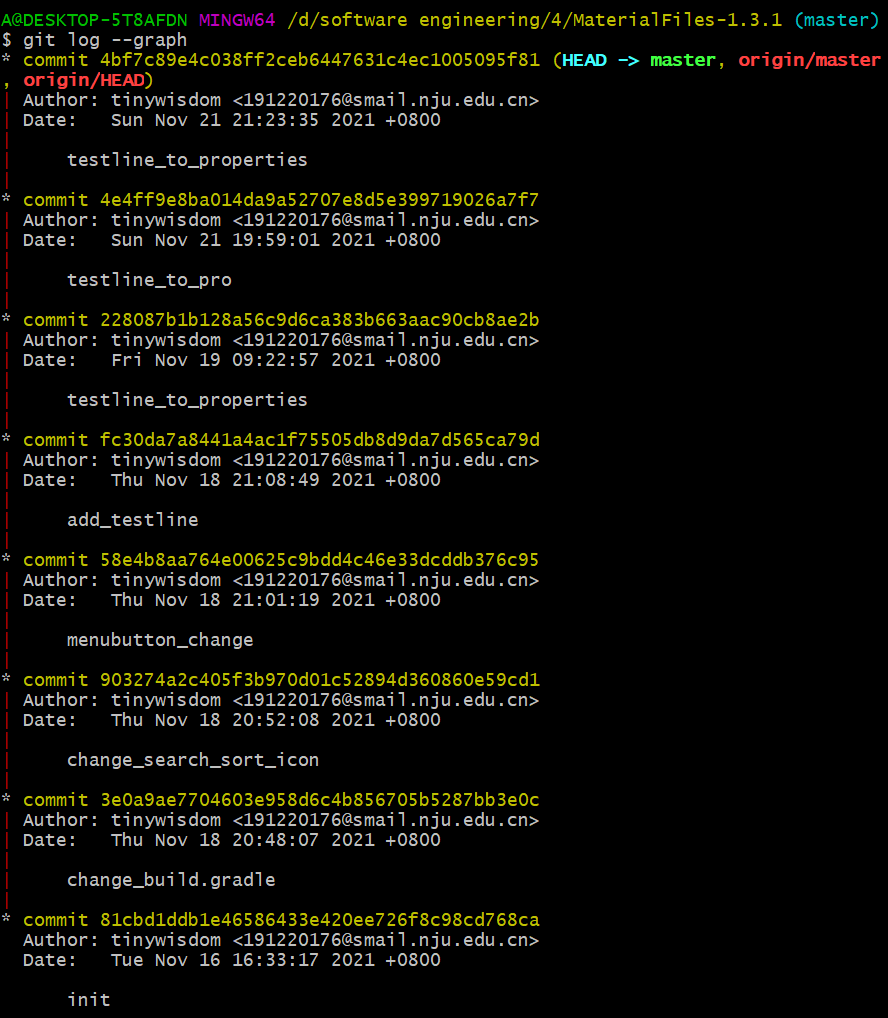 A@DESKTOP-5T8AFDN MINGW64 /d/software engineering/4/MaterialFiles-1.3.1 (master)
$ git log --graph
* commit 4bf7c89e4c038ff2ceb6447631c4ec1005095f81 (HEAD -> master, origin/master
, origin/HEAD)
| Author: tinywisdom <191220176@smail.nju.edu.cn>
| Date:   Sun Nov 21 21:23:35 2021 +0800
|
|     testline_to_properties
|
* commit 4e4ff9e8ba014da9a52707e8d5e399719026a7f7
| Author: tinywisdom <191220176@smail.nju.edu.cn>
| Date:   Sun Nov 21 19:59:01 2021 +0800
|
|     testline_to_pro
|
* commit 228087b1b128a56c9d6ca383b663aac90cb8ae2b
| Author: tinywisdom <191220176@smail.nju.edu.cn>
| Date:   Fri Nov 19 09:22:57 2021 +0800
|
|     testline_to_properties
|
* commit fc30da7a8441a4ac1f75505db8d9da7d565ca79d
| Author: tinywisdom <191220176@smail.nju.edu.cn>
| Date:   Thu Nov 18 21:08:49 2021 +0800
|
|     add_testline
|
* commit 58e4b8aa764e00625c9bdd4c46e33dcddb376c95
| Author: tinywisdom <191220176@smail.nju.edu.cn>
| Date:   Thu Nov 18 21:01:19 2021 +0800
|
|     menubutton_change
|
* commit 903274a2c405f3b970d01c52894d360860e59cd1
| Author: tinywisdom <191220176@smail.nju.edu.cn>
| Date:   Thu Nov 18 20:52:08 2021 +0800
|
|     change_search_sort_icon
|
* commit 3e0a9ae7704603e958d6c4b856705b5287bb3e0c
| Author: tinywisdom <191220176@smail.nju.edu.cn>
| Date:   Thu Nov 18 20:48:07 2021 +0800
|
|     change_build.gradle
|
* commit 81cbd1ddb1e46586433e420ee726f8c98cd768ca
  Author: tinywisdom <191220176@smail.nju.edu.cn>
  Date:   Tue Nov 16 16:33:17 2021 +0800

      init